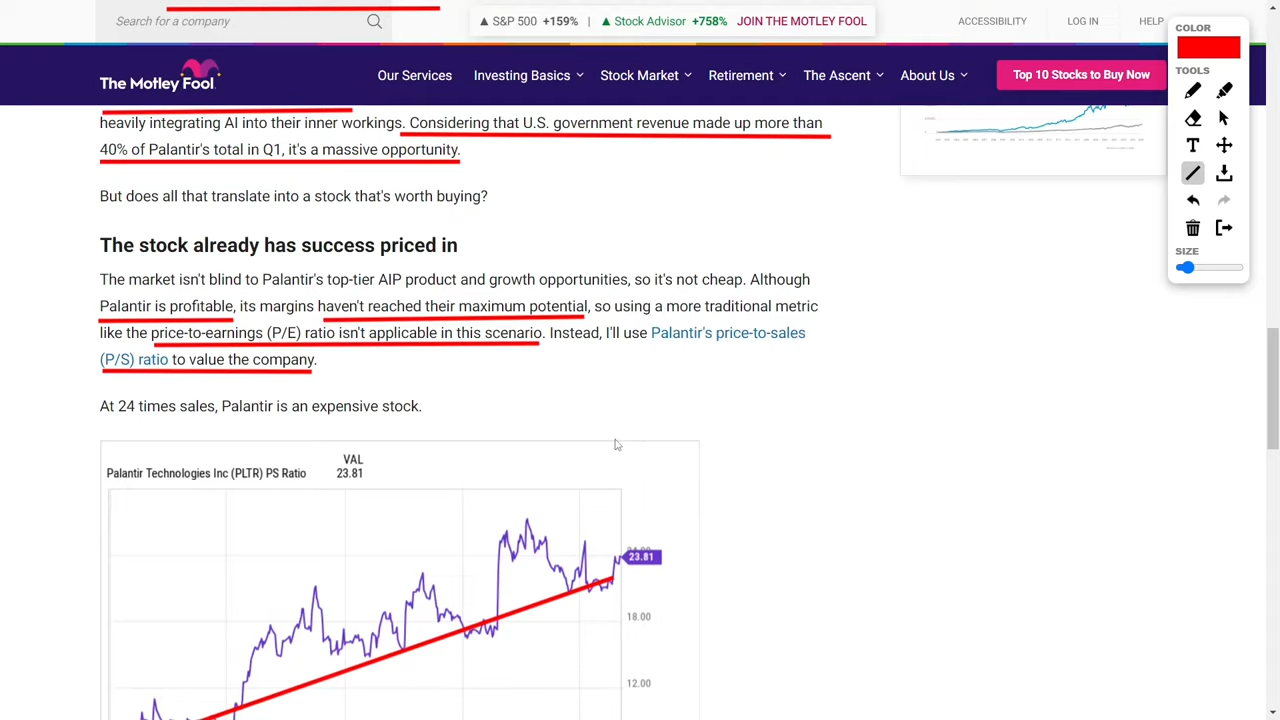 Search for a company
▲ S&P 500 +159% | ▲ Stock Advisor +758% JOIN THE MOTLEY FOOL
ACCESSIBILITY LOG IN HELP
The Motley Fool
Our Services Investing Basics Stock Market Retirement The Ascent About Us Top 10 Stocks to Buy Now
COLOR
TOOLS
T
SIZE
heavily integrating AI into their inner workings. Considering that U.S. government revenue made up more than
40% of Palantir's total in Q1, it's a massive opportunity.
But does all that translate into a stock that's worth buying?
The stock already has success priced in
The market isn't blind to Palantir's top-tier AIP product and growth opportunities, so it's not cheap. Although
Palantir is profitable, its margins haven't reached their maximum potential, so using a more traditional metric
like the price-to-earnings (P/E) ratio isn't applicable in this scenario. Instead, I'll use Palantir's price-to-sales
(P/S) ratio to value the company.
At 24 times sales, Palantir is an expensive stock.
VAL
Palantir Technologies Inc (PLTR) PS Ratio 23.81
24.00
23.81
18.00
12.00